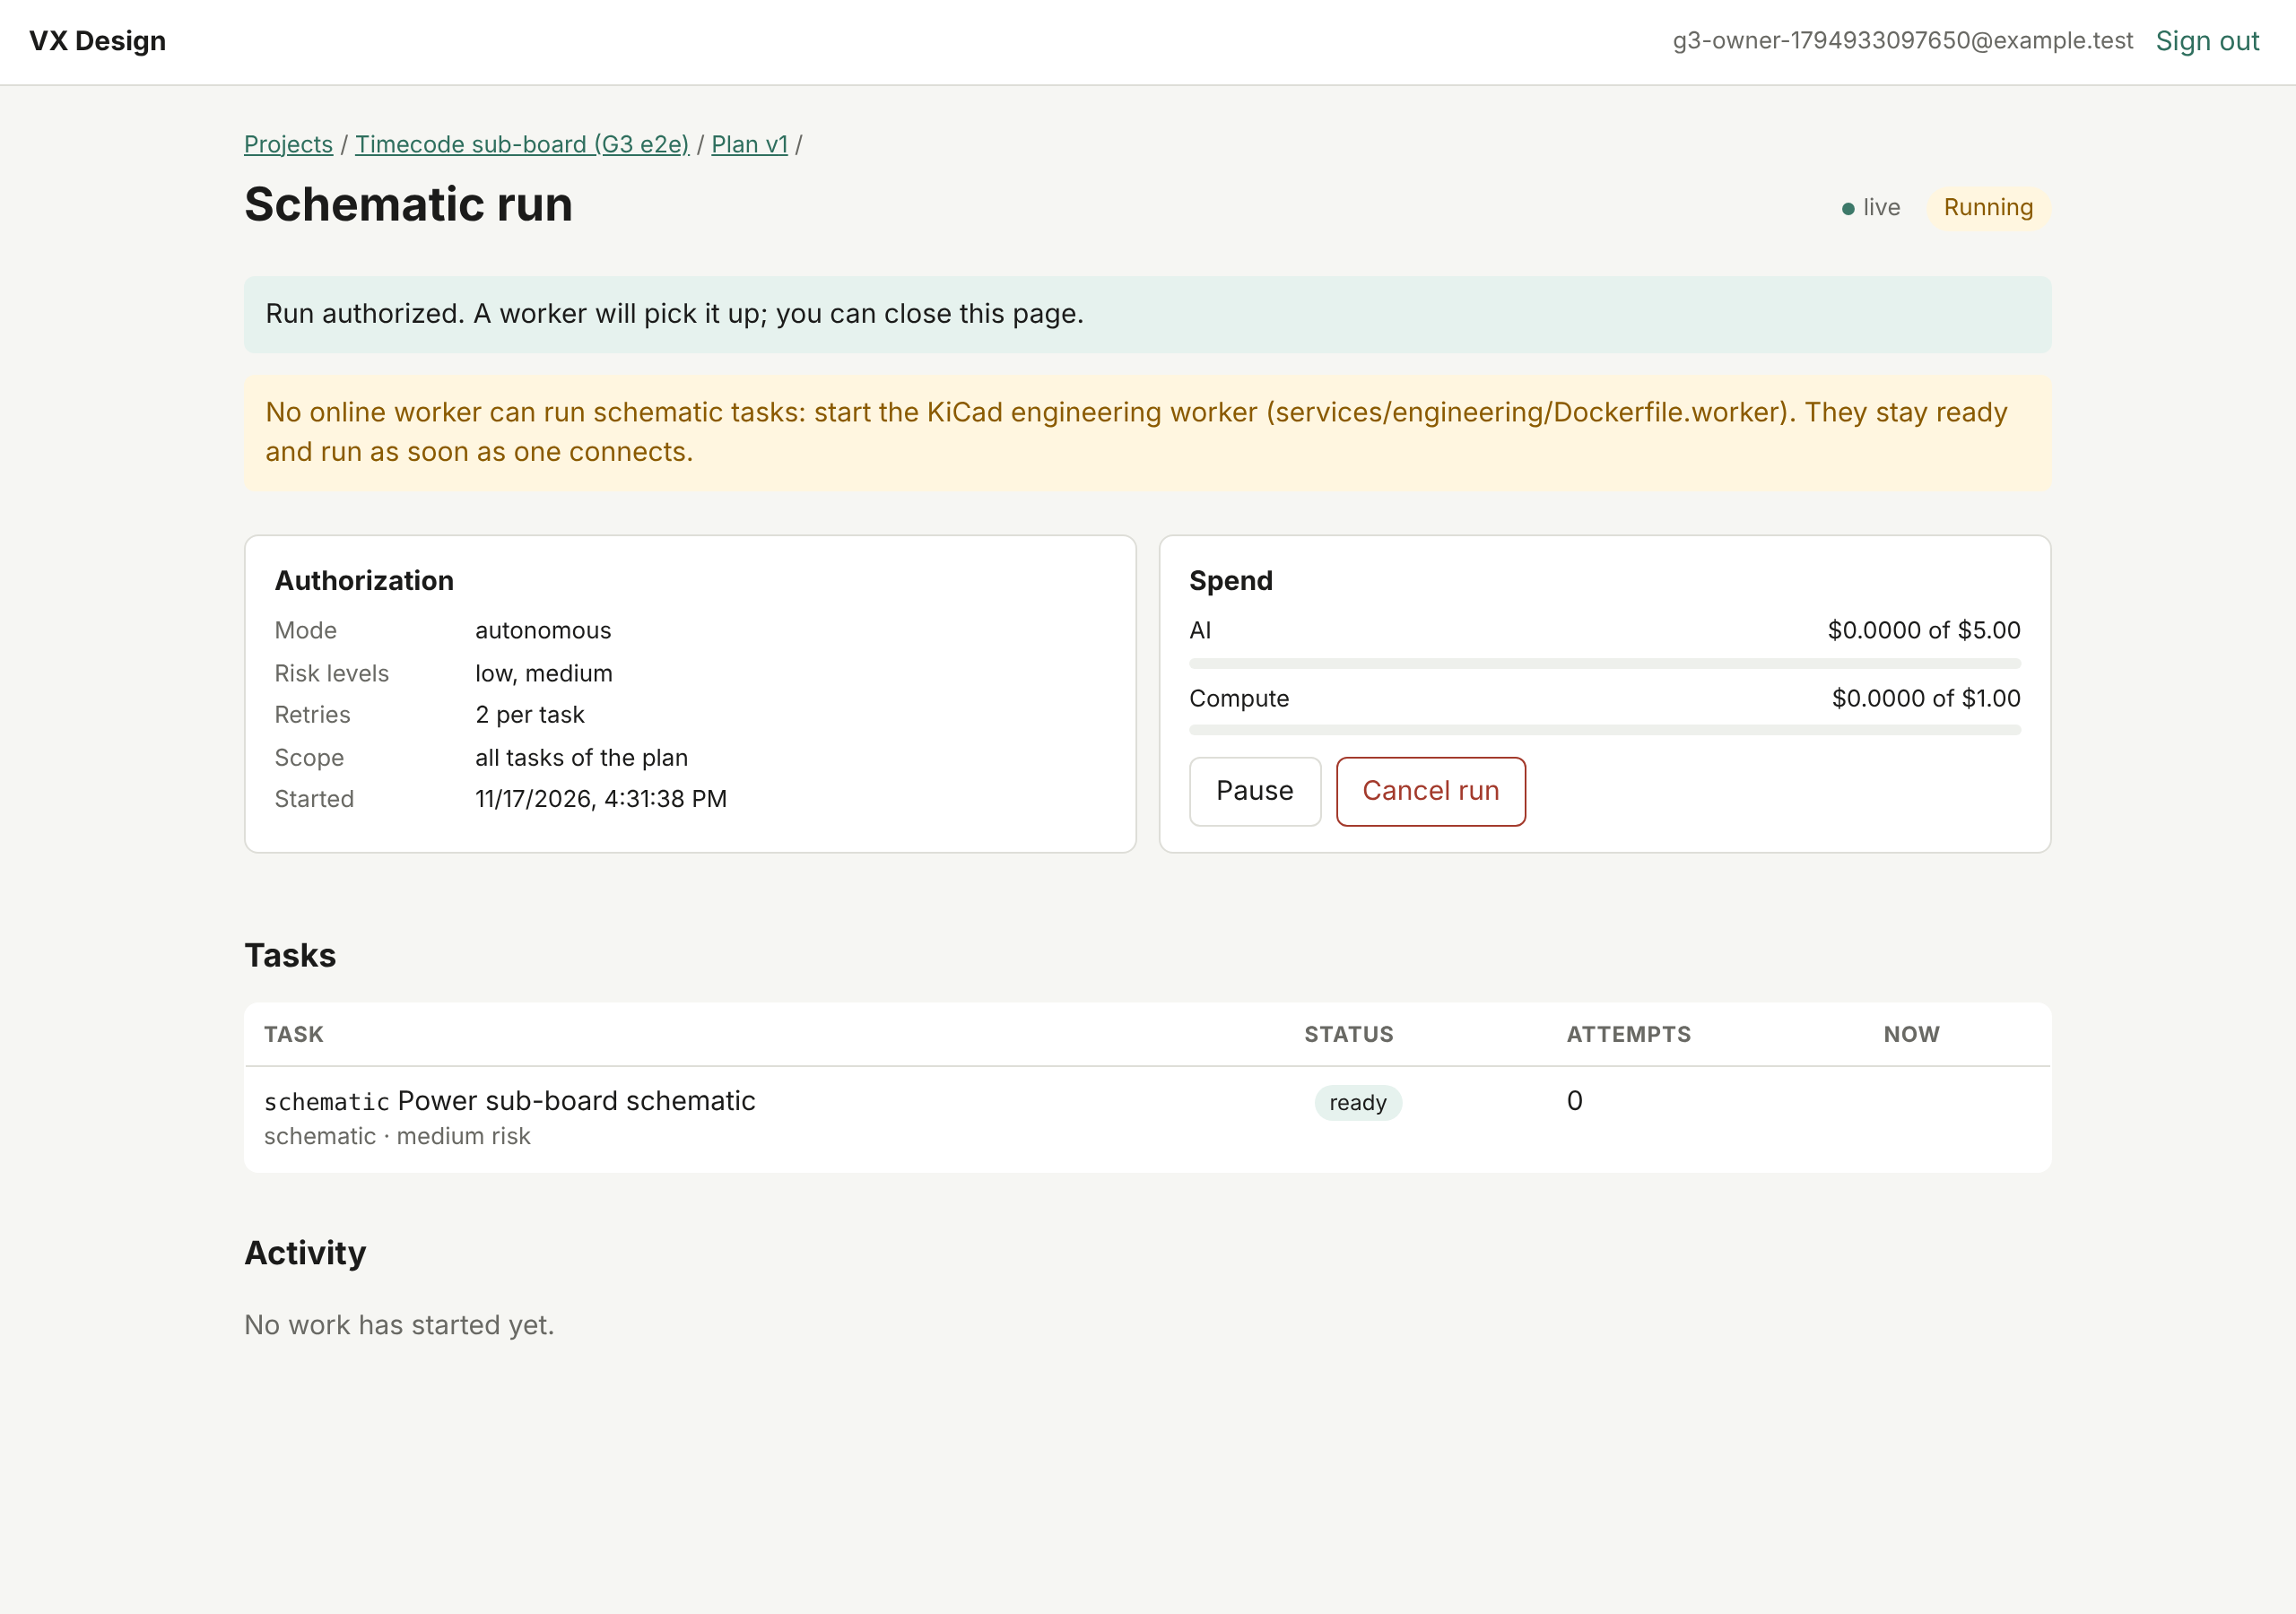 VX Design
g3-owner-1794933097650@example.test Sign out
Projects / Timecode sub-board (G3 e2e) / Plan v1 /
Schematic run
live Running
Run authorized. A worker will pick it up; you can close this page.
No online worker can run schematic tasks: start the KiCad engineering worker (services/engineering/Dockerfile.worker). They stay ready
and run as soon as one connects.
Authorization
Mode autonomous
Risk levels low, medium
Retries 2 per task
Scope all tasks of the plan
Started 11/17/2026, 4:31:38 PM
Spend
AI $0.0000 of $5.00
Compute $0.0000 of $1.00
Pause Cancel run
Tasks
TASK STATUS ATTEMPTS NOW
schematic Power sub-board schematic ready 0
schematic · medium risk
Activity
No work has started yet.